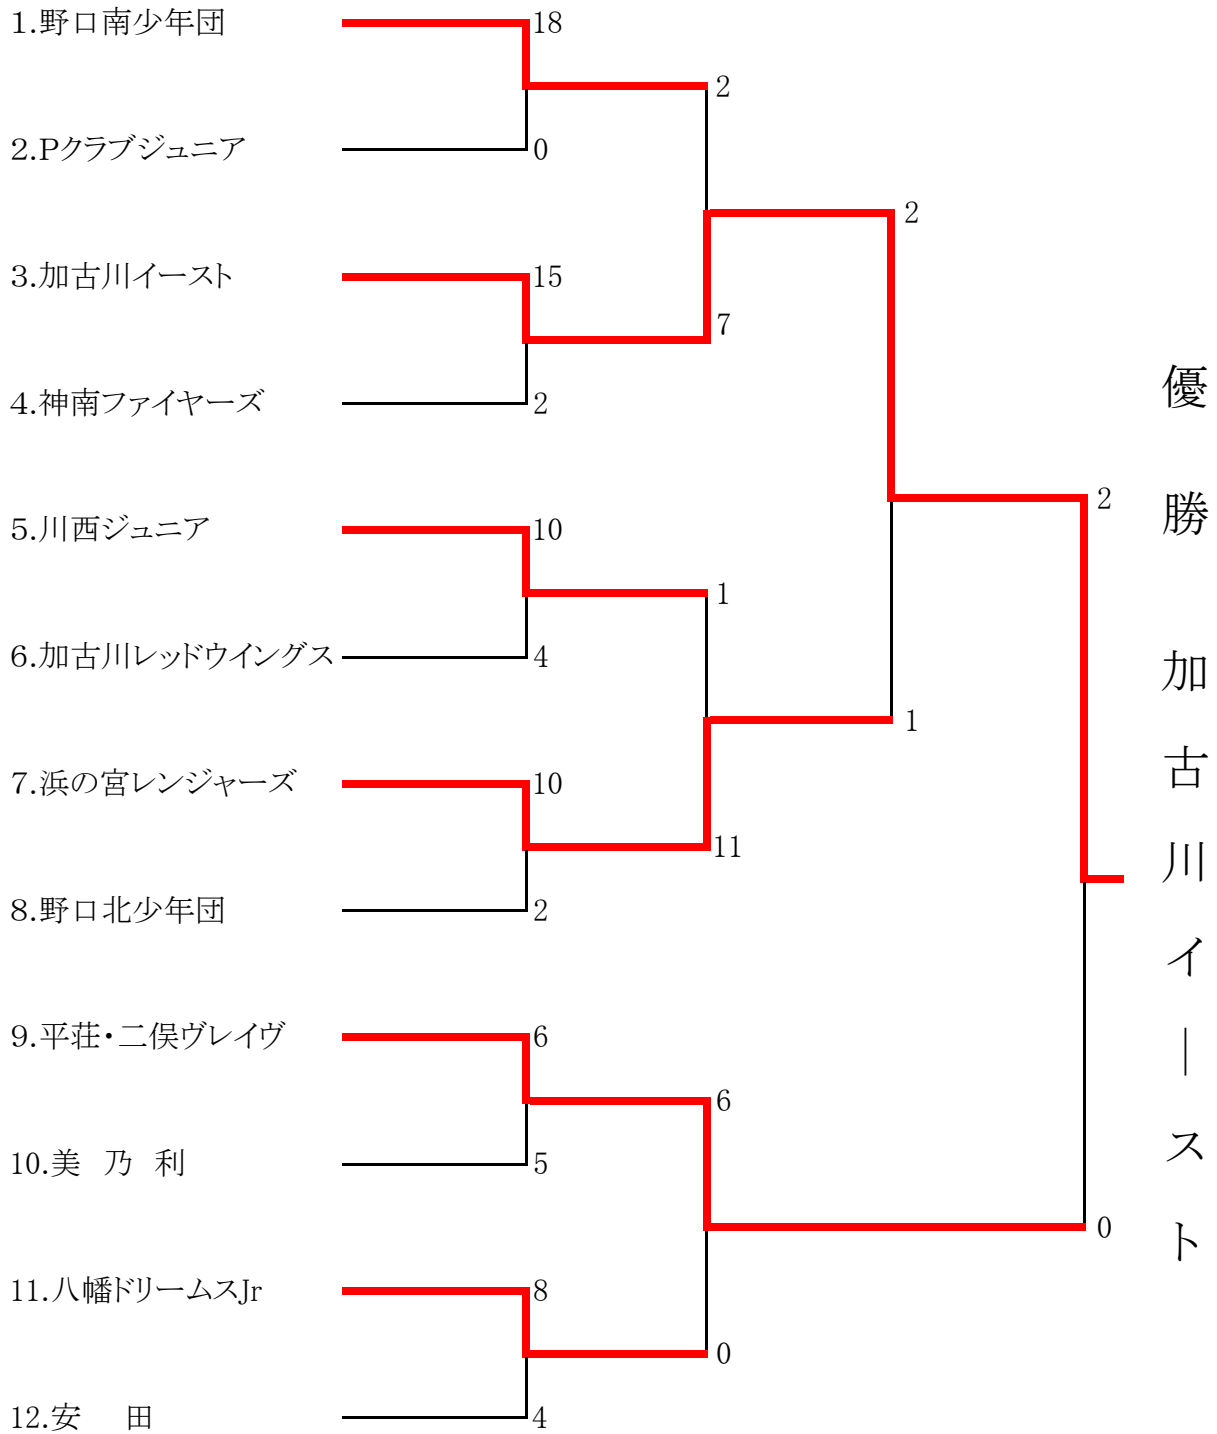 1.野口南少年団
18
2
2.Pクラブジュニア
0
2
3.加古川イースト
15
7
4.神南ファイヤーズ
2
5.川西ジュニア
10
2
1
6.加古川レッドウイングス
4
1
7.浜の宮レンジャーズ
10
11
8.野口北少年団
2
9.平荘・二俣ヴレイヴ
6
6
10.美 乃 利
5
0
11.八幡ドリームスJr
8
0
12.安 田
4
優勝 加古川イースト